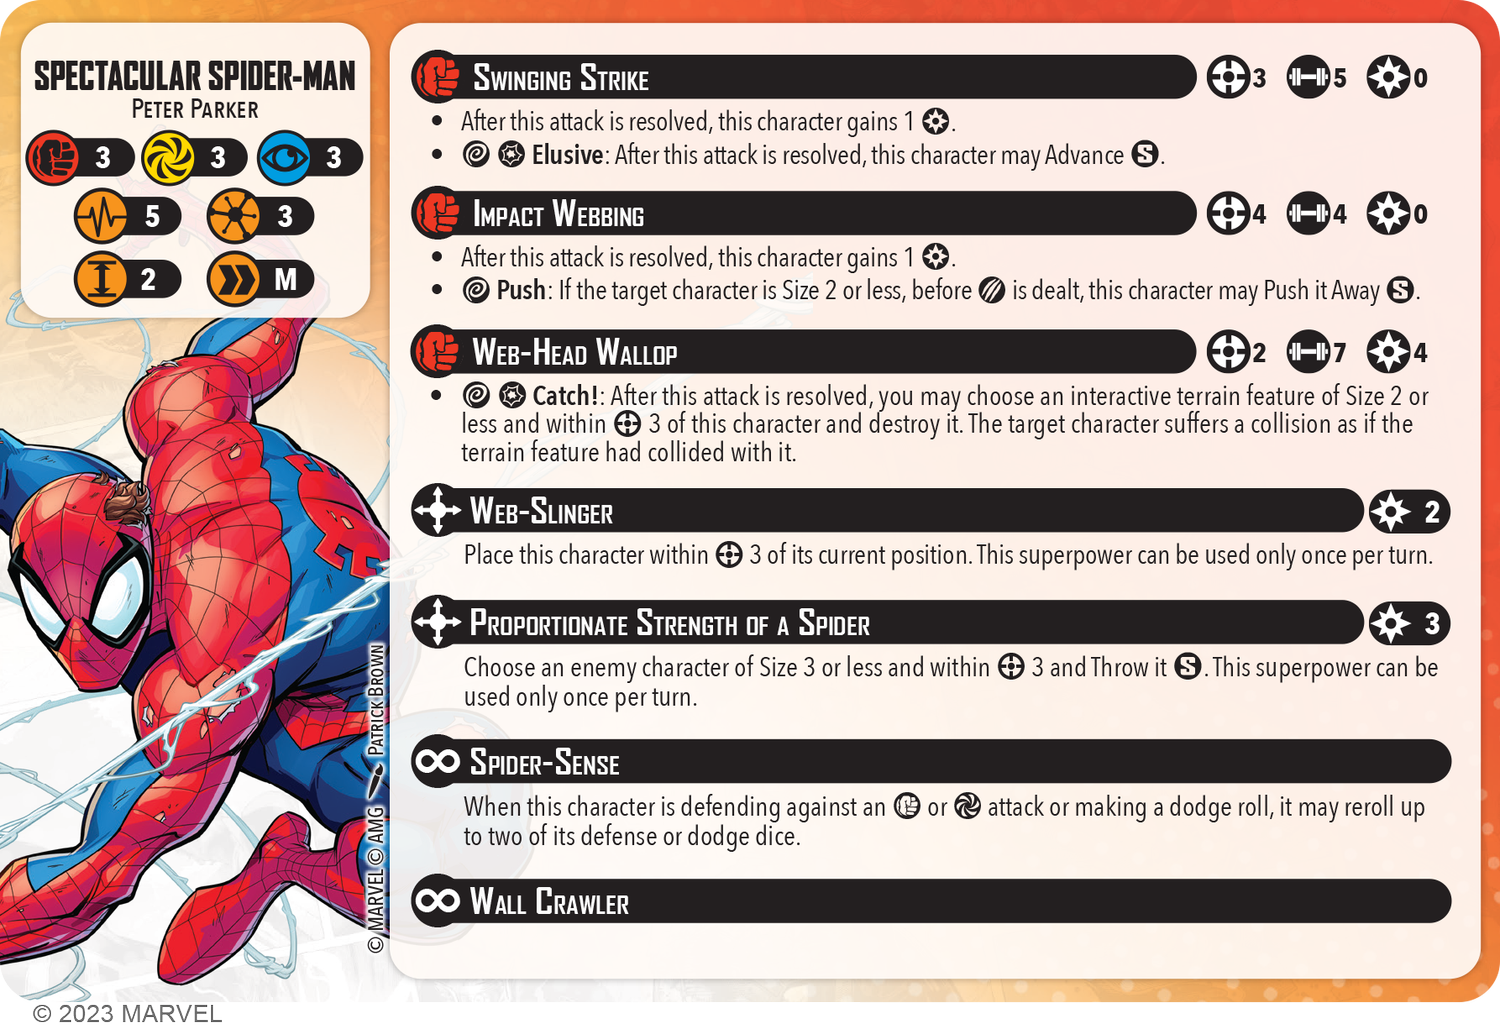 SPECTACULAR SPIDER-MAN
PETER PARKER
3 3 3
5 3
2 M
SWINGING STRIKE 3 5 0
• After this attack is resolved, this character gains 1 .
• Elusive: After this attack is resolved, this character may Advance S.
IMPACT WEBBING 4 4 0
• After this attack is resolved, this character gains 1 .
• Push: If the target character is Size 2 or less, before is dealt, this character may Push it Away S.
WEB-HEAD WALLOP 2 7 4
• Catch!: After this attack is resolved, you may choose an interactive terrain feature of Size 2 or
less and within 3 of this character and destroy it. The target character suffers a collision as if the
terrain feature had collided with it.
WEB-SLINGER 2
Place this character within 3 of its current position. This superpower can be used only once per turn.
PROPORTIONATE STRENGTH OF A SPIDER 3
Choose an enemy character of Size 3 or less and within 3 and Throw it S. This superpower can be
used only once per turn.
SPIDER-SENSE
When this character is defending against an or attack or making a dodge roll, it may reroll up
to two of its defense or dodge dice.
WALL CRAWLER
© MARVEL © AMG PATRICK BROWN
© 2023 MARVEL